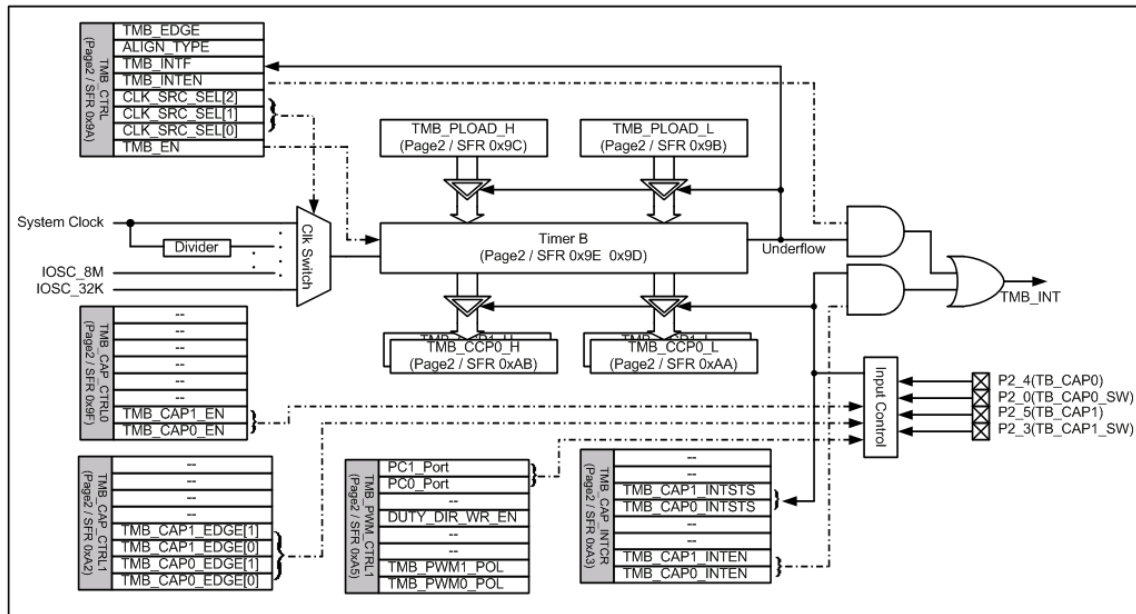 TMB_CTRL
(Page2 / SFR 0x9A)
TMB_EDGE
ALIGN_TYPE
TMB_INTF
TMB_INTEN
CLK_SRC_SEL[2]
CLK_SRC_SEL[1]
CLK_SRC_SEL[0]
TMB_EN
TMB_PLOAD_H
(Page2 / SFR 0x9C)
TMB_PLOAD_L
(Page2 / SFR 0x9B)
System Clock
Divider
IOSC_8M
IOSC_32K
Clk Switch
Timer B
(Page2 / SFR 0x9E 0x9D)
Underflow
TMB_INT
TMB_CCP1_H
TMB_CCP0_H
(Page2 / SFR 0xAB)
TMB_CCP1_L
TMB_CCP0_L
(Page2 / SFR 0xAA)
TMB_CAP_CTRL0
(Page2 / SFR 0x9F)
--
--
--
--
--
--
TMB_CAP1_EN
TMB_CAP0_EN
Input Control
P2_4(TB_CAP0)
P2_0(TB_CAP0_SW)
P2_5(TB_CAP1)
P2_3(TB_CAP1_SW)
TMB_CAP_CTRL1
(Page2 / SFR 0xA2)
--
--
--
--
TMB_CAP1_EDGE[1]
TMB_CAP1_EDGE[0]
TMB_CAP0_EDGE[1]
TMB_CAP0_EDGE[0]
TMB_PWM_CTRL1
(Page2 / SFR 0xA5)
PC1_Port
PC0_Port
--
DUTY_DIR_WR_EN
--
--
TMB_PWM1_POL
TMB_PWM0_POL
TMB_CAP_INTCR
(Page2 / SFR 0xA3)
--
--
TMB_CAP1_INTSTS
TMB_CAP0_INTSTS
--
--
TMB_CAP1_INTEN
TMB_CAP0_INTEN